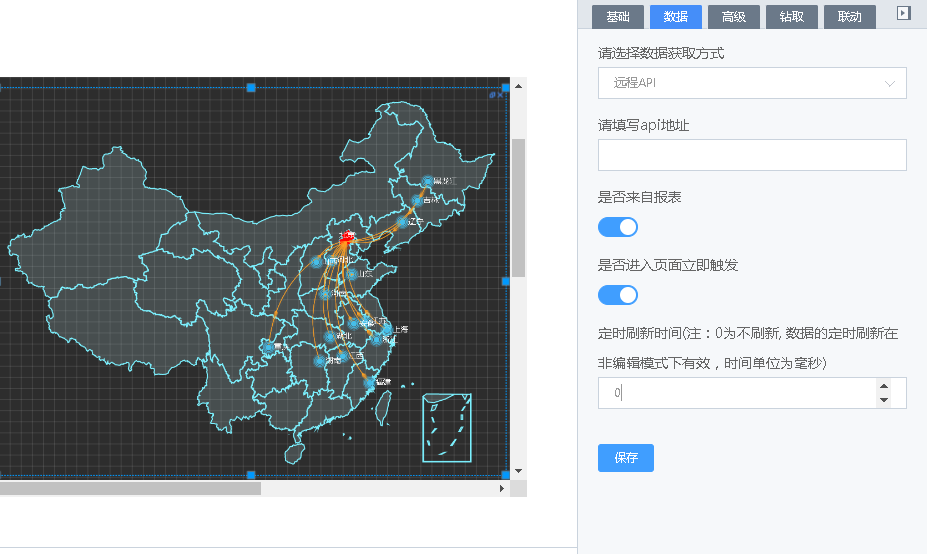 基础 数据 高级 钻取 联动
请选择数据获取方式
远程API
请填写api地址
是否来自报表
是否进入页面立即触发
定时刷新时间(注：0为不刷新, 数据的定时刷新在
非编辑模式下有效，时间单位为毫秒)
0
保存
黑龙江
吉林
辽宁
北京
河北
山东
上海
浙江
湖北
江西
湖南
福建